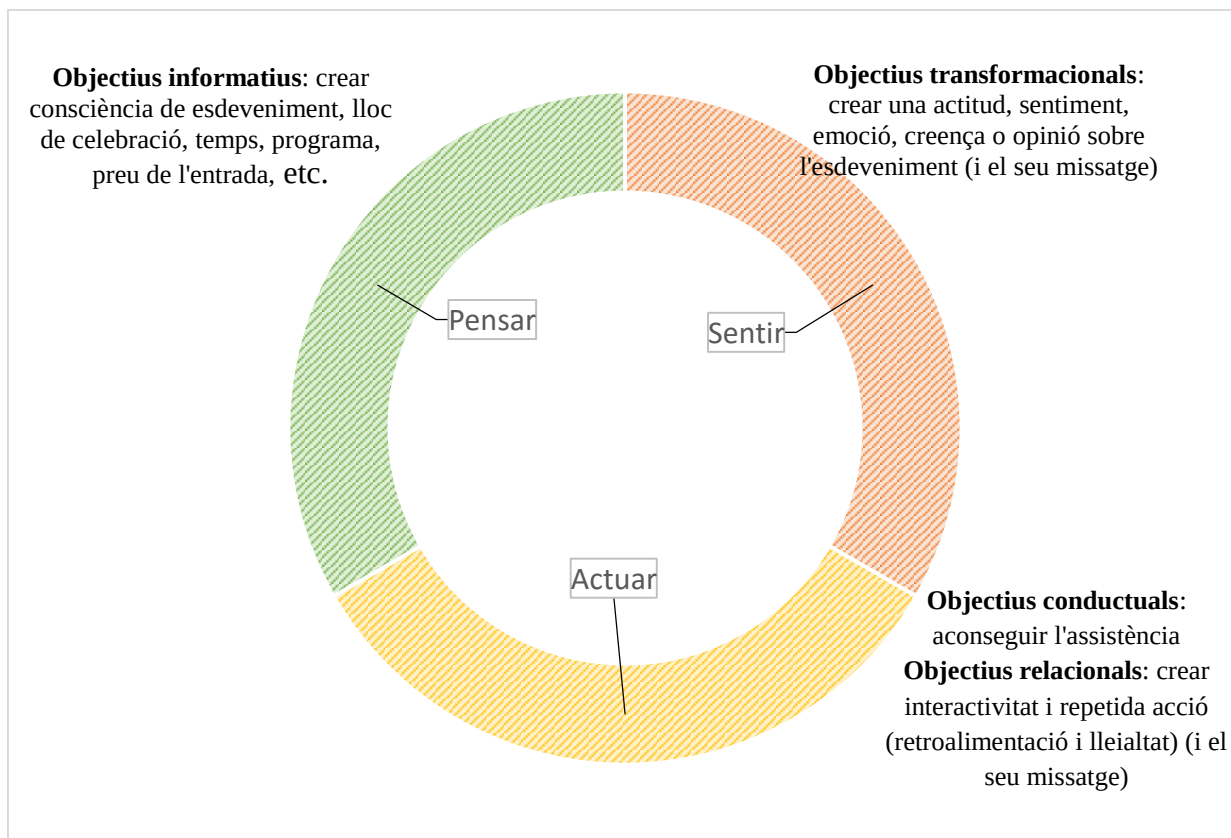 Objectius informatius: crear
consciència de esdeveniment, lloc
de celebració, temps, programa,
preu de l'entrada, etc.
Objectius transformacionals:
crear una actitud, sentiment,
emoció, creença o opinió sobre
l'esdeveniment (i el seu missatge)
Pensar
Sentir
Actuar
Objectius conductuals:
aconseguir l'assistència
Objectius relacionals: crear
interactivitat i repetida acció
(retroalimentació i lleialtat) (i el
seu missatge)